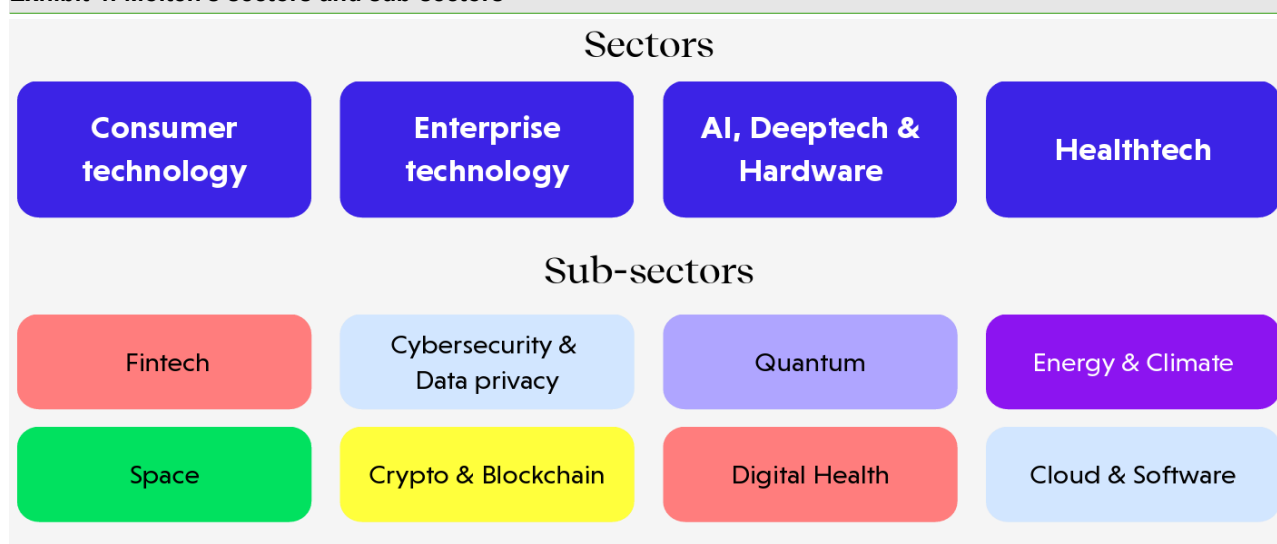 Sectors
Consumer
technology
Enterprise
technology
AI, Deeptech &
Hardware
Healthtech
Sub-sectors
Fintech
Cybersecurity &
Data privacy
Quantum
Energy & Climate
Space
Crypto & Blockchain
Digital Health
Cloud & Software